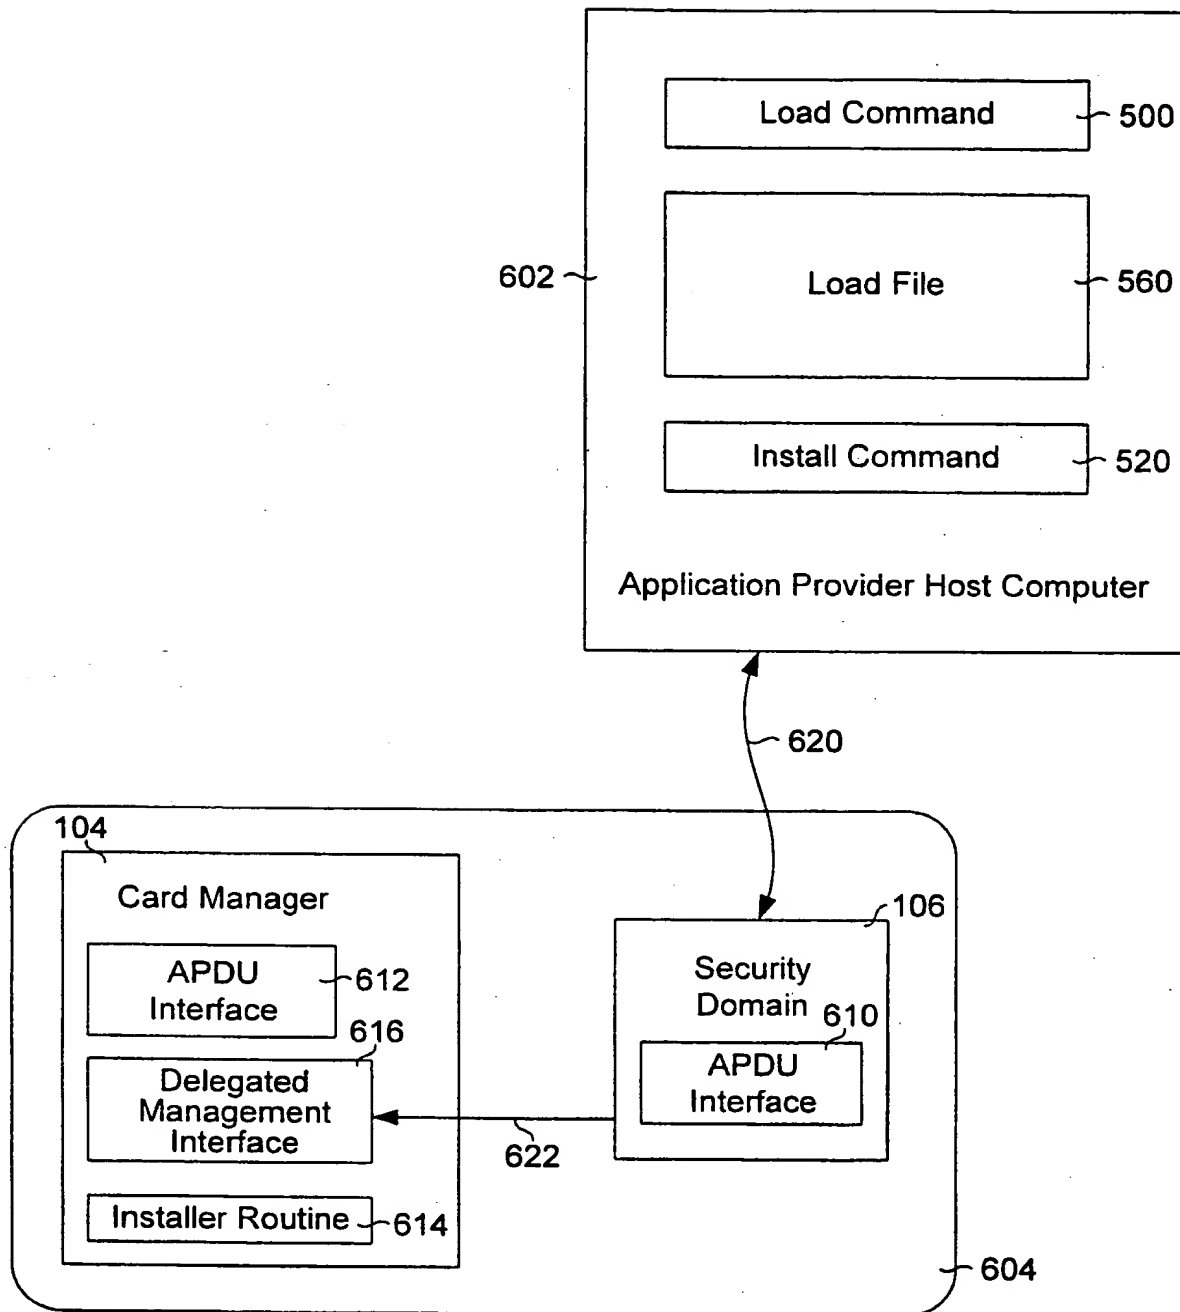 Load Command
500
602
Load File
560
Install Command
520
Application Provider Host Computer
620
104
Card Manager
106
APDU
Interface
612
Security
Domain
616
610
Delegated
Management
Interface
APDU
Interface
622
Installer Routine
614
604